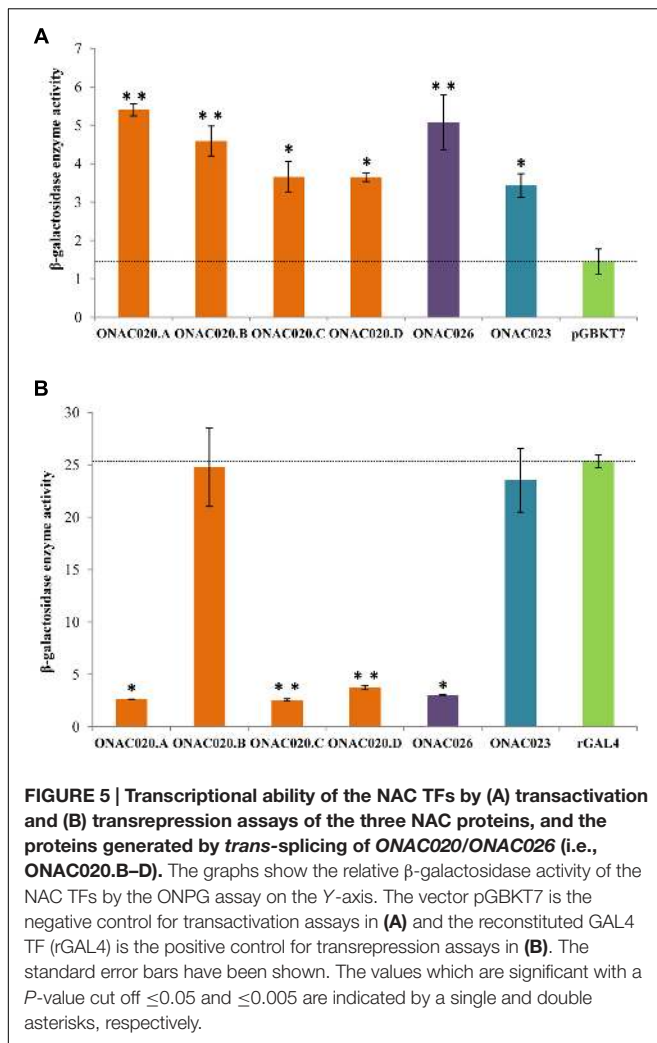 A
β-galactosidase enzyme activity
7
6
5
4
3
2
1
0
** ** * * ** *
ONAC020.A ONAC020.B ONAC020.C ONAC020.D ONAC026 ONAC023 pGBKT7
B
β-galactosidase enzyme activity
30
25
20
15
10
5
0
* ** ** *
ONAC020.A ONAC020.B ONAC020.C ONAC020.D ONAC026 ONAC023 rGAL4
FIGURE 5 | Transcriptional ability of the NAC TFs by (A) transactivation
and (B) transrepression assays of the three NAC proteins, and the
proteins generated by trans-splicing of ONAC020/ONAC026 (i.e.,
ONAC020.B–D). The graphs show the relative β-galactosidase activity of the
NAC TFs by the ONPG assay on the Y-axis. The vector pGBKT7 is the
negative control for transactivation assays in (A) and the reconstituted GAL4
TF (rGAL4) is the positive control for transrepression assays in (B). The
standard error bars have been shown. The values which are significant with a
P-value cut off ≤0.05 and ≤0.005 are indicated by a single and double
asterisks, respectively.